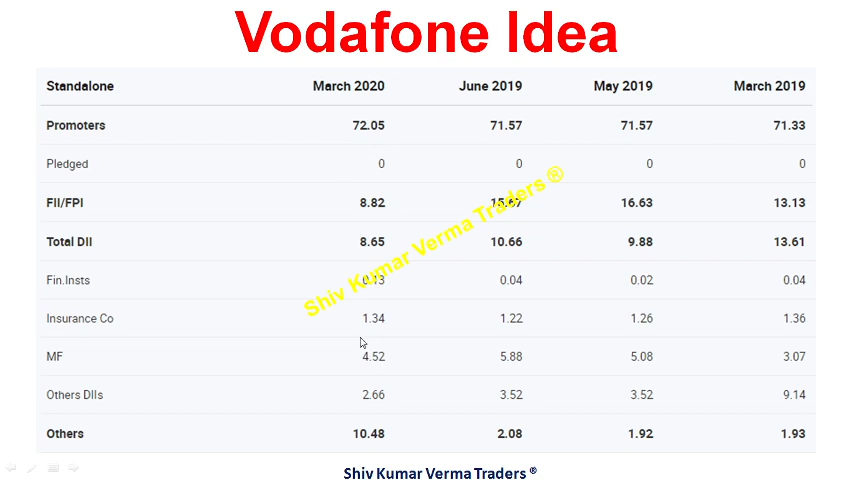 Vodafone Idea
Standalone March 2020 June 2019 May 2019 March 2019
Promoters 72.05 71.57 71.57 71.33
Pledged 0 0 0 0
FII/FPI 8.82 15.67 16.63 13.13
Total DII 8.65 10.66 9.88 13.61
Fin.Insts 0.13 0.04 0.02 0.04
Insurance Co 1.34 1.22 1.26 1.36
MF 4.52 5.88 5.08 3.07
Others DIIs 2.66 3.52 3.52 9.14
Others 10.48 2.08 1.92 1.93
Shiv Kumar Verma Traders ®
Shiv Kumar Verma Traders ®